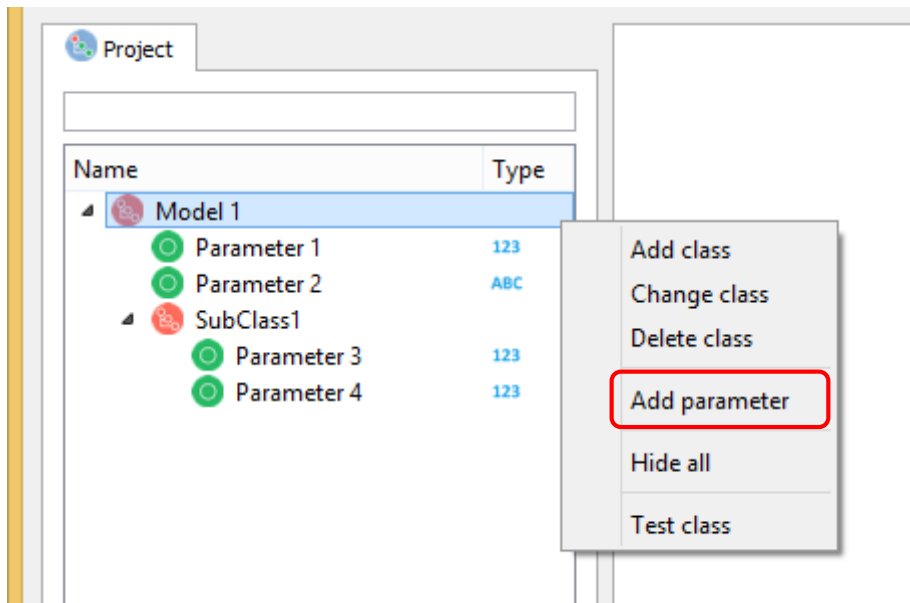 Project
Name Type
Model 1
Parameter 1 123
Parameter 2 ABC
SubClass1
Parameter 3 123
Parameter 4 123
Add class
Change class
Delete class
Add parameter
Hide all
Test class